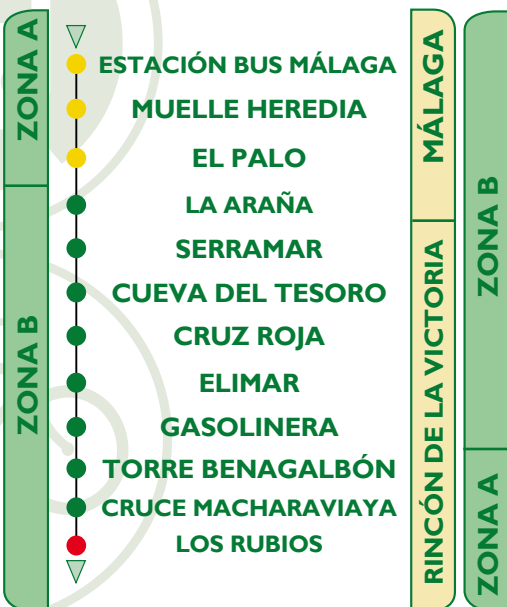 ZONA A
ZONA B
ESTACIÓN BUS MÁLAGA
MUELLE HEREDIA
EL PALO
LA ARAÑA
SERRAMAR
CUEVA DEL TESORO
CRUZ ROJA
ELIMAR
GASOLINERA
TORRE BENAGALBÓN
CRUCE MACHARAVIAYA
LOS RUBIOS
MÁLAGA
RINCÓN DE LA VICTORIA
ZONA B
ZONA A